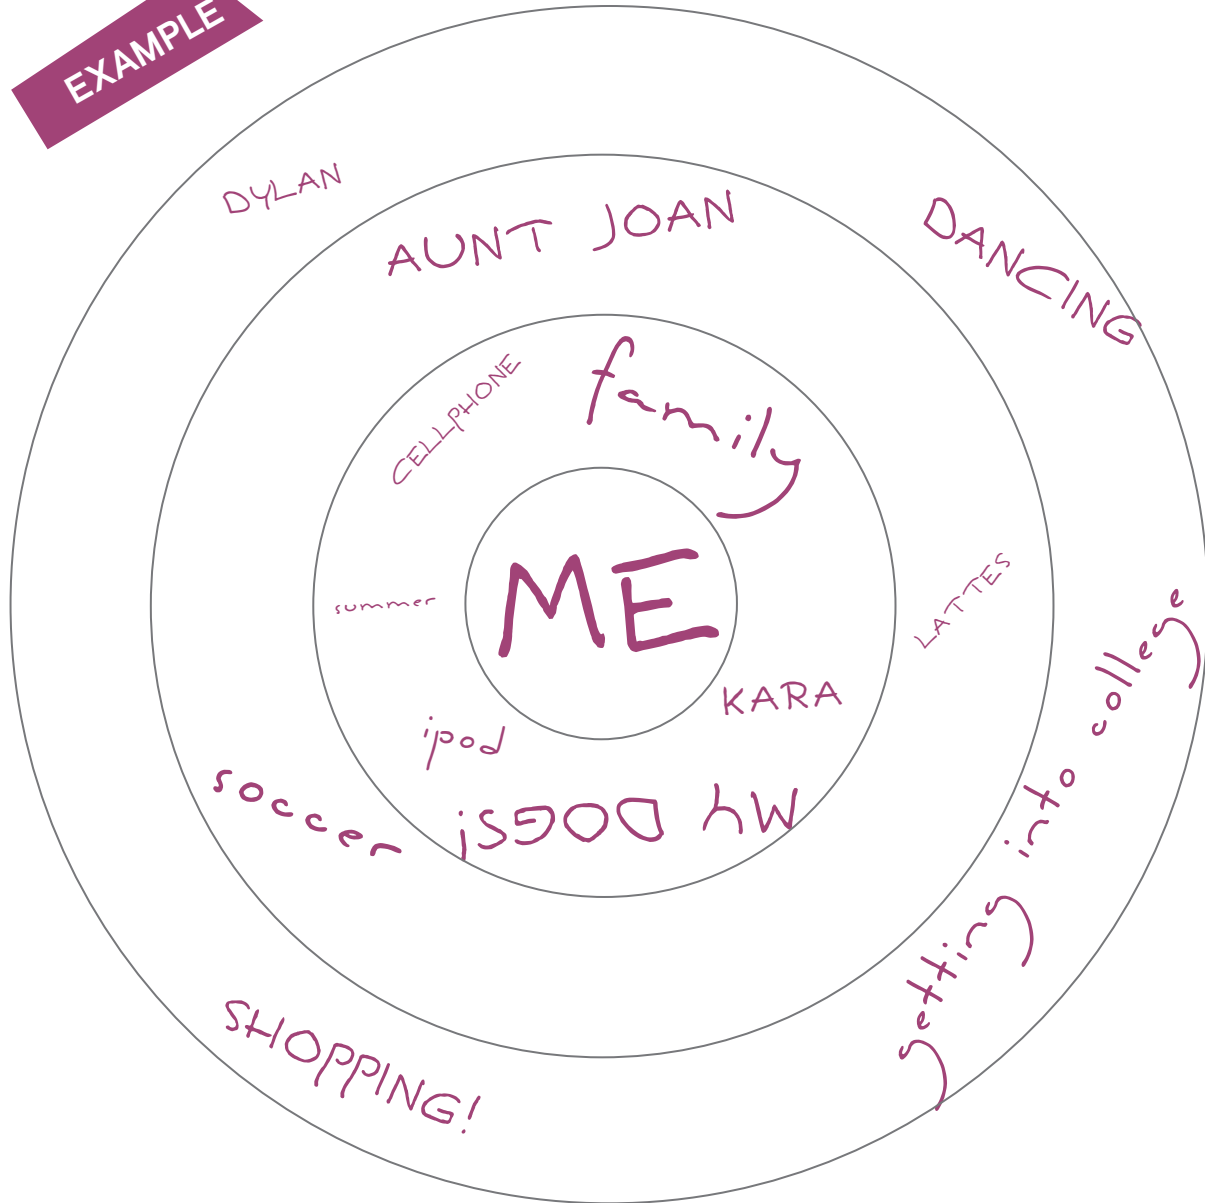 EXAMPLE
DYLAN
AUNT JOAN
DANCING
CELLPHONE
family
ME
summer
LATTES
KARA
ipod
getting into college
soccer
MY DOGS!
SHOPPING!